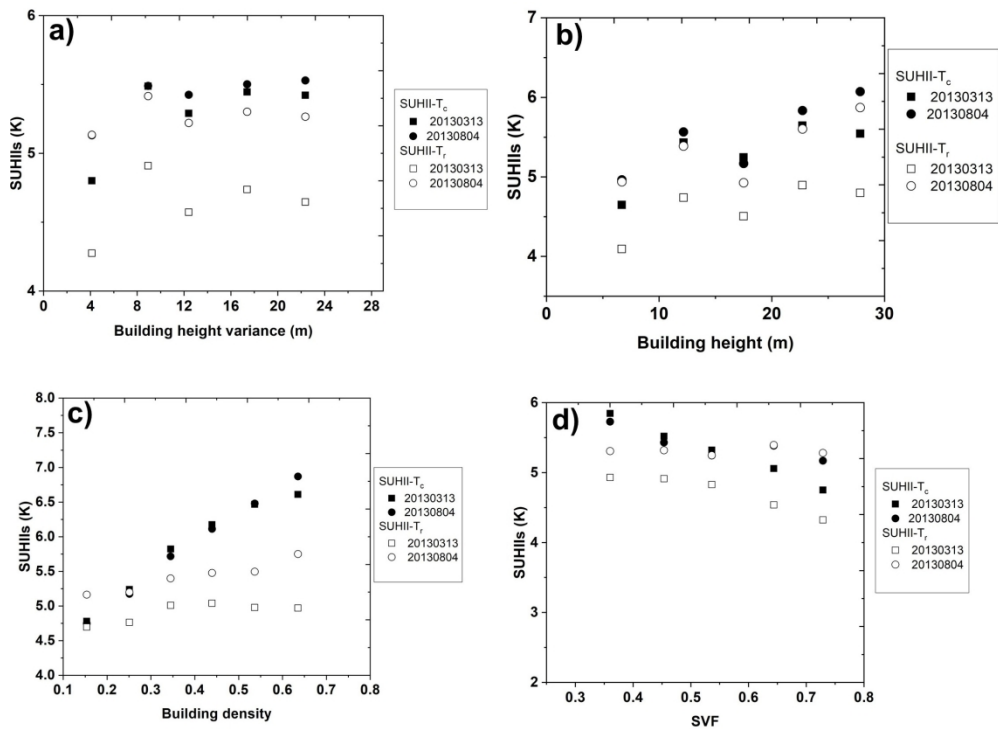 a)
6
5
4
SUHIIs (K)
0 4 8 12 16 20 24 28
Building height variance (m)
SUHII-Tc
20130313
20130804
SUHII-Tr
20130313
20130804
b)
7
6
5
4
SUHIIs (K)
0 10 20 30
Building height (m)
SUHII-Tc
20130313
20130804
SUHII-Tr
20130313
20130804
c)
8.0
7.5
7.0
6.5
6.0
5.5
5.0
4.5
4.0
SUHIIs (K)
0.1 0.2 0.3 0.4 0.5 0.6 0.7 0.8
Building density
SUHII-Tc
20130313
20130804
SUHII-Tr
20130313
20130804
d)
6
5
4
3
2
SUHIIs (K)
0.3 0.4 0.5 0.6 0.7 0.8
SVF
SUHII-Tc
20130313
20130804
SUHII-Tr
20130313
20130804